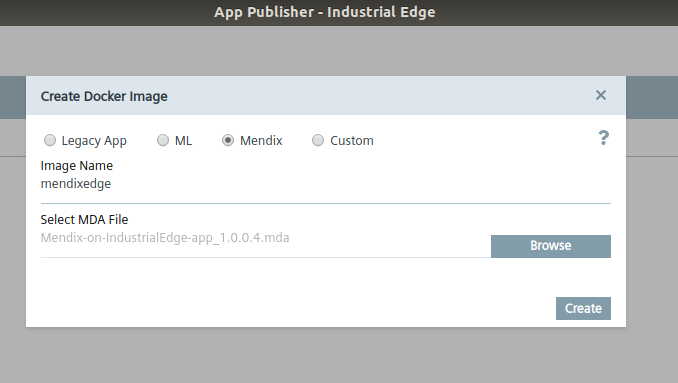 App Publisher - Industrial Edge
Create Docker Image ×
Legacy App ML Mendix Custom ?
Image Name
mendixedge
Select MDA File
Mendix-on-IndustrialEdge-app_1.0.0.4.mda
Browse
Create